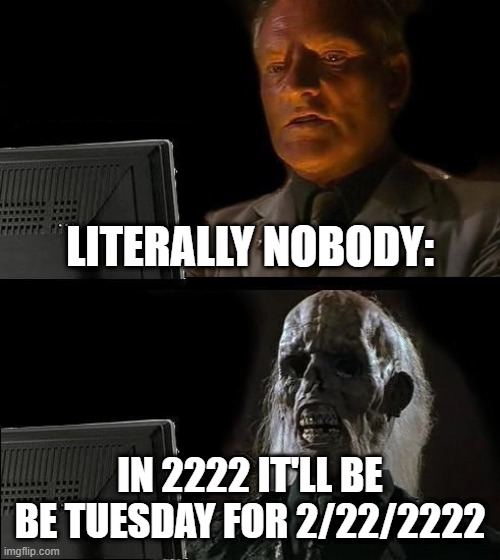 LITERALLY NOBODY:
IN 2222 IT'LL BE
BE TUESDAY FOR 2/22/2222
imgflip.com